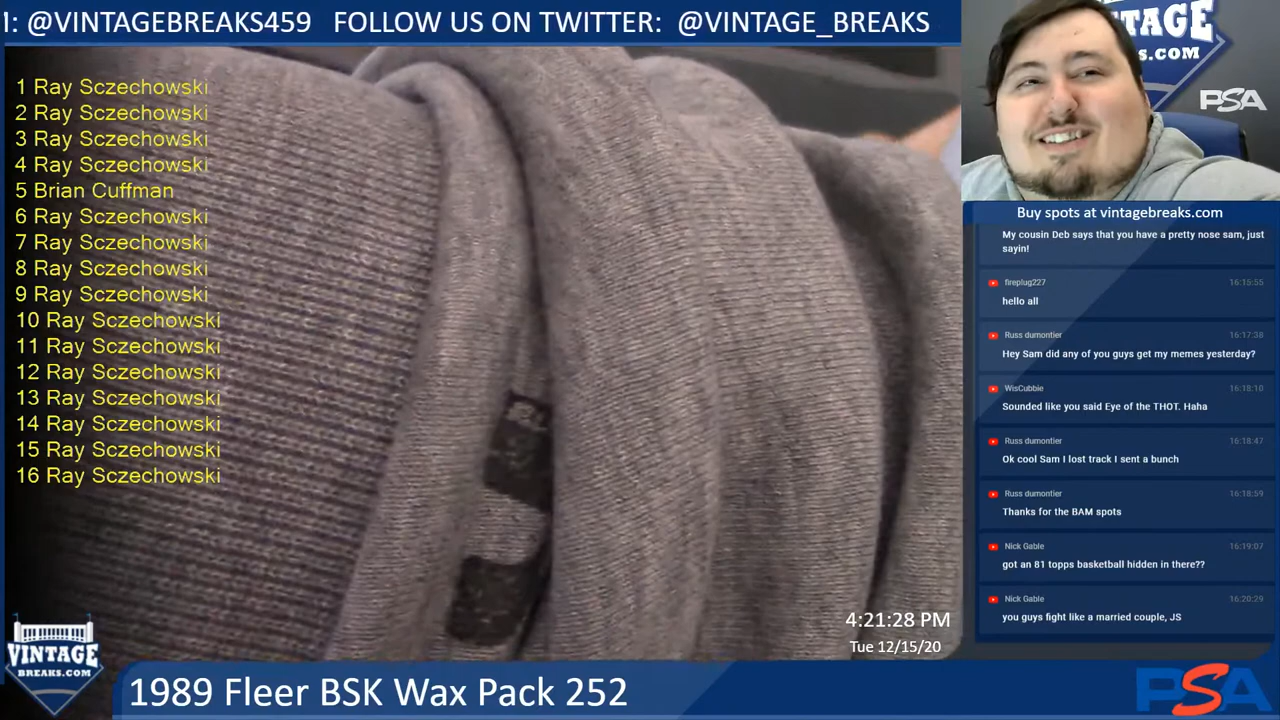 : @VINTAGEBREAKS459 FOLLOW US ON TWITTER: @VINTAGE_BREAKS
1 Ray Sczechowski
2 Ray Sczechowski
3 Ray Sczechowski
4 Ray Sczechowski
5 Brian Cuffman
6 Ray Sczechowski
7 Ray Sczechowski
8 Ray Sczechowski
9 Ray Sczechowski
10 Ray Sczechowski
11 Ray Sczechowski
12 Ray Sczechowski
13 Ray Sczechowski
14 Ray Sczechowski
15 Ray Sczechowski
16 Ray Sczechowski
4:21:28 PM
Tue 12/15/20
VINTAGE
BREAKS.COM
1989 Fleer BSK Wax Pack 252
PSA
S.COM
PSA
Buy spots at vintagebreaks.com
My cousin Deb says that you have a pretty nose sam, just
sayin!
fireplug227 16:15:55
hello all
Russ dumontier 16:17:38
Hey Sam did any of you guys get my memes yesterday?
WisCubbie 16:18:10
Sounded like you said Eye of the THOT. Haha
Russ dumontier 16:18:47
Ok cool Sam I lost track I sent a bunch
Russ dumontier 16:18:59
Thanks for the BAM spots
Nick Gable 16:19:07
got an 81 topps basketball hidden in there??
Nick Gable 16:20:29
you guys fight like a married couple, JS